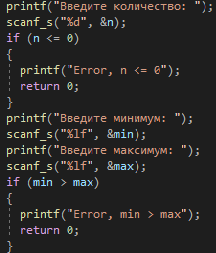 printf("Введите количество: ");
scanf_s("%d", &n);
if (n <= 0)
{
printf("Error, n <= 0");
return 0;
}
printf("Введите минимум: ");
scanf_s("%lf", &min);
printf("Введите максимум: ");
scanf_s("%lf", &max);
if (min > max)
{
printf("Error, min > max");
return 0;
}